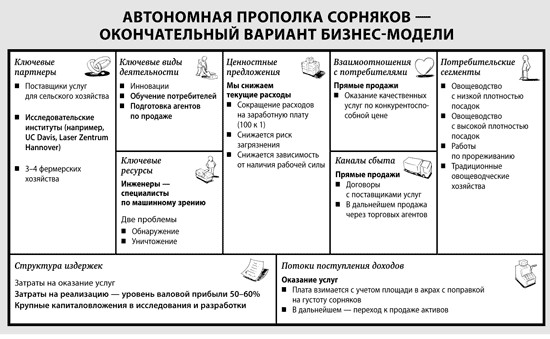 АВТОНОМНАЯ ПРОПОЛКА СОРНЯКОВ —
ОКОНЧАТЕЛЬНЫЙ ВАРИАНТ БИЗНЕС-МОДЕЛИ
Ключевые
партнеры
■ Поставщики услуг
для сельского хозяйства
■ Исследовательские
институты (например,
UC Davis, Laser Zentrum
Hannover)
■ 3–4 фермерских
хозяйства
Ключевые виды
деятельности
■ Инновации
■ Обучение потребителей
■ Подготовка агентов
по продаже
Ключевые
ресурсы
Инженеры —
специалисты
по машинному зрению
Две проблемы
■ Обнаружение
■ Уничтожение
Ценностные
предложения
Мы снижаем
текущие расходы
■ Сокращение расходов
на заработную плату
(100 к 1)
■ Снижается риск
загрязнения
■ Снижается зависимость
от наличия рабочей силы
Взаимоотношения
с потребителями
Прямые продажи
■ Оказание качественных
услуг по конкурентоспо-
собной цене
Каналы сбыта
Прямые продажи
■ Договоры
с поставщиками услуг
■ В дальнейшем продажа
через торговых агентов
Потребительские
сегменты
■ Овощеводство
с низкой плотностью
посадок
■ Овощеводство
с высокой плотностью
посадок
■ Работы
по прореживанию
■ Традиционные
овощеводческие
хозяйства
Структура издержек
Затраты на оказание услуг
Затраты на реализацию — уровень валовой прибыли 50–60%
Крупные капиталовложения в исследования и разработки
Потоки поступления доходов
Оказание услуг
■ Плата взимается с учетом площади в акрах с поправкой
на густоту сорняков
■ В дальнейшем — переход к продаже активов